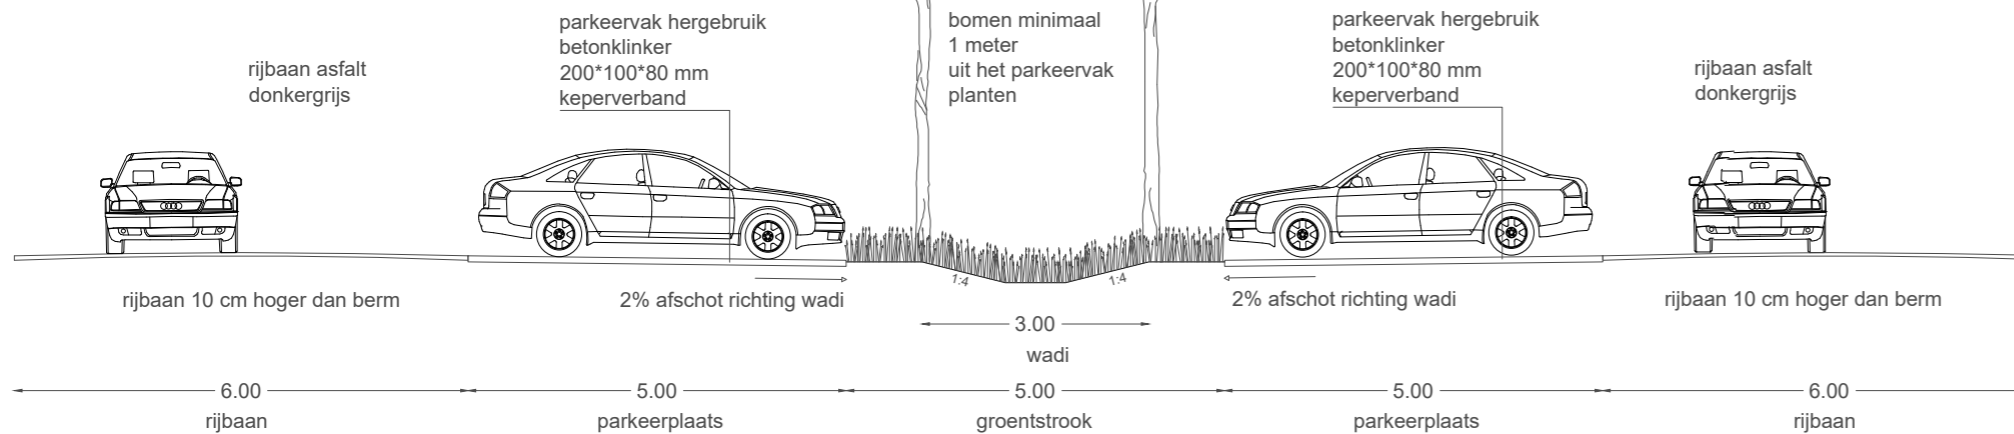 rijbaan asfalt
donkergrijs
parkeervak hergebruik
betonklinker
200*100*80 mm
keperverband
bomen minimaal
1 meter
uit het parkeervak
planten
parkeervak hergebruik
betonklinker
200*100*80 mm
keperverband
rijbaan asfalt
donkergrijs
1:4
1:4
rijbaan 10 cm hoger dan berm
2% afschot richting wadi
2% afschot richting wadi
rijbaan 10 cm hoger dan berm
3.00
wadi
6.00
5.00
5.00
5.00
6.00
rijbaan
parkeerplaats
groentstrook
parkeerplaats
rijbaan